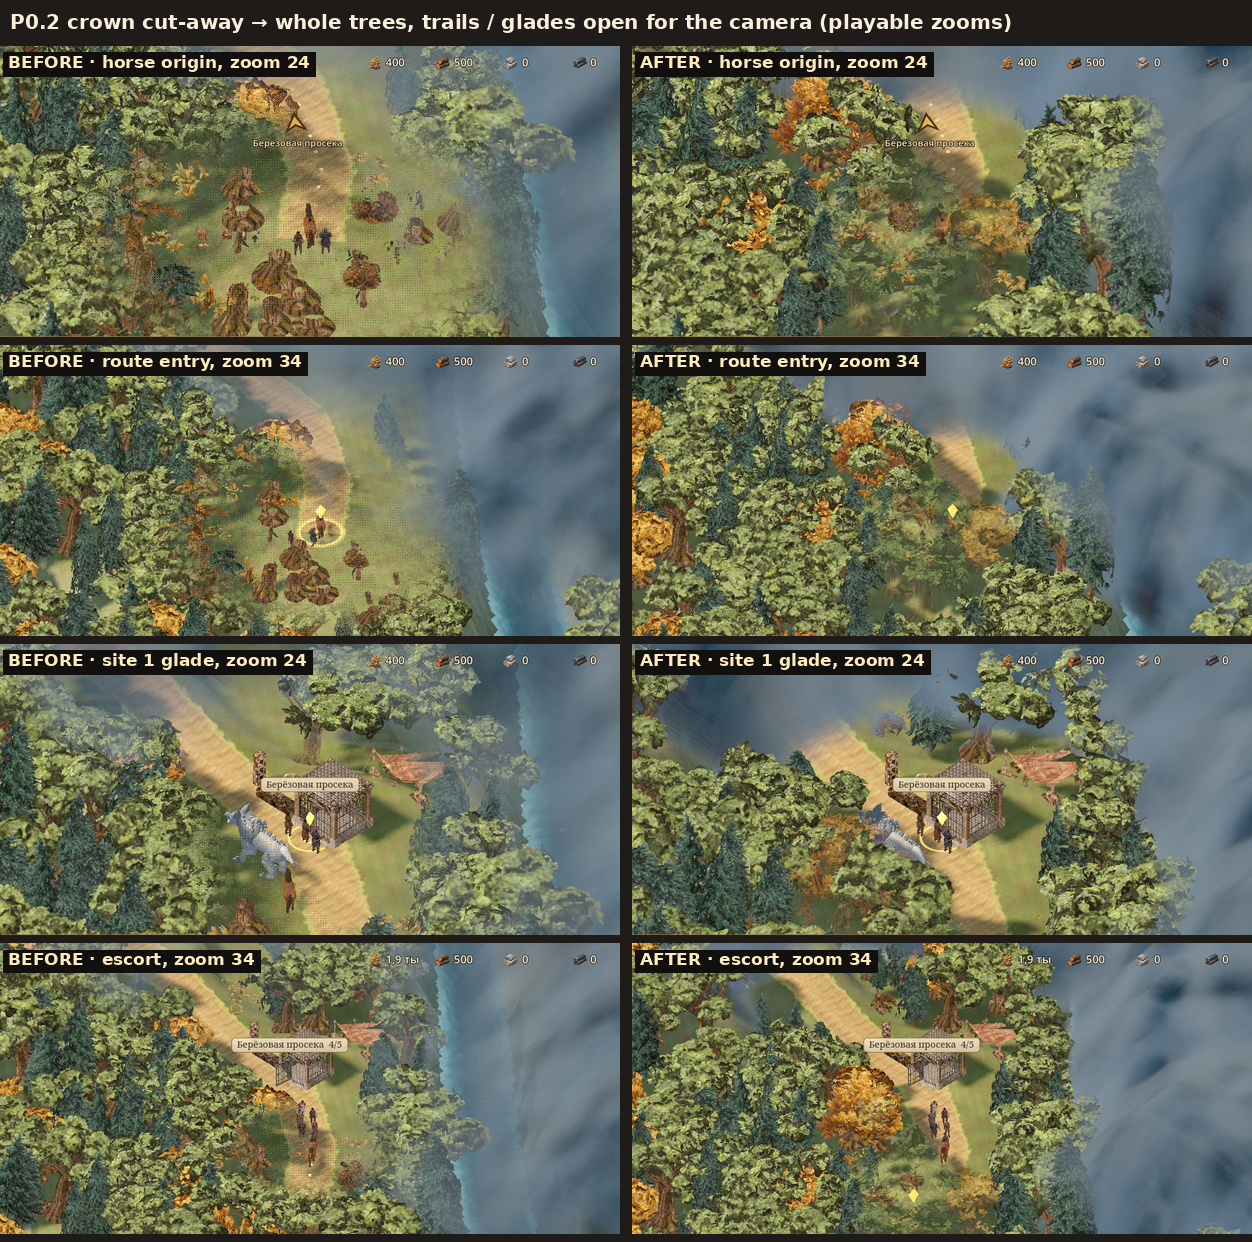 P0.2 crown cut-away → whole trees, trails / glades open for the camera (playable zooms)
BEFORE · horse origin, zoom 24
400 500 0 0
Берёзовая просека
AFTER · horse origin, zoom 24
400 500 0 0
Берёзовая просека
BEFORE · route entry, zoom 34
400 500 0 0
AFTER · route entry, zoom 34
400 500 0 0
BEFORE · site 1 glade, zoom 24
400 500 0 0
Берёзовая просека
AFTER · site 1 glade, zoom 24
400 500 0 0
Берёзовая просека
BEFORE · escort, zoom 34
1,9 ты 500 0 0
Берёзовая просека 4/5
AFTER · escort, zoom 34
1,9 ты 500 0 0
Берёзовая просека 4/5